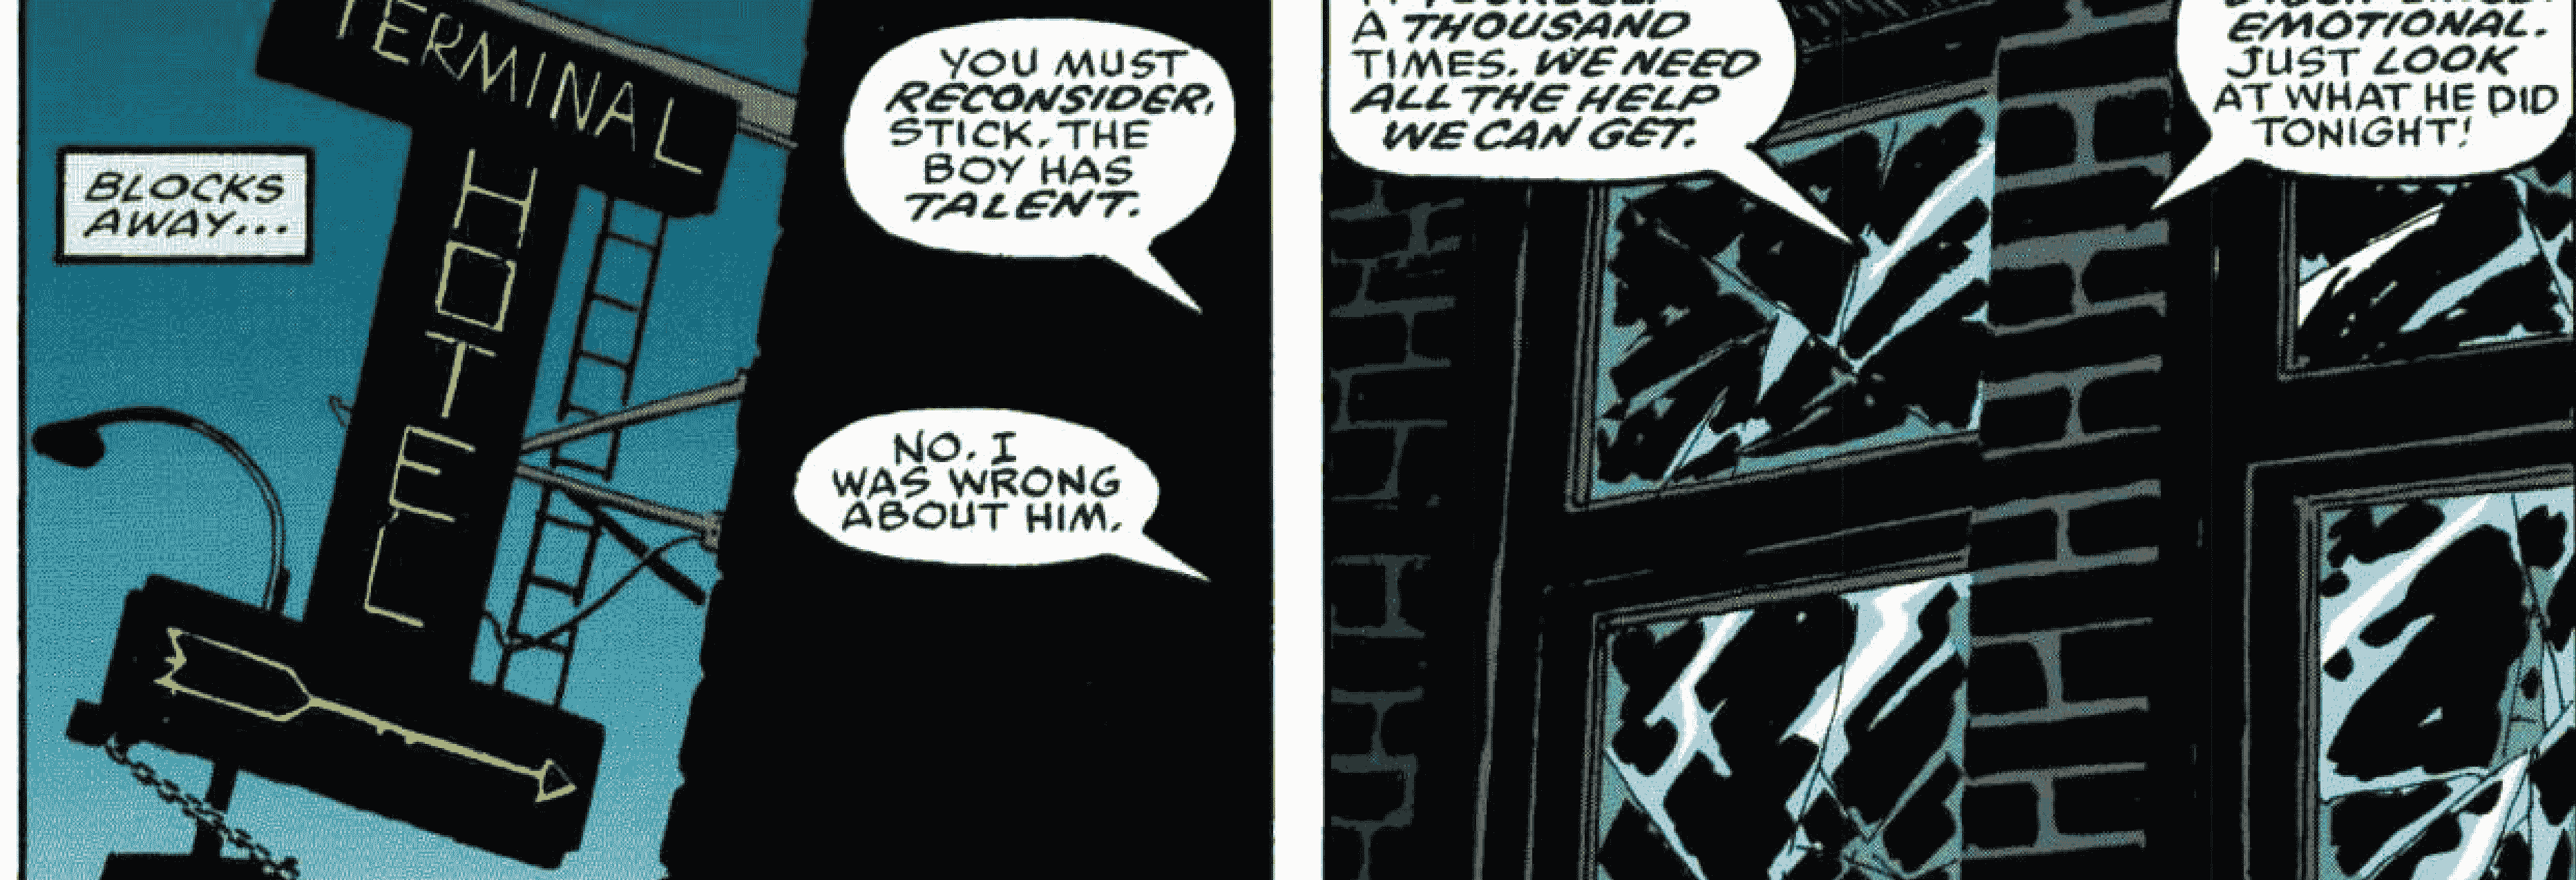 TERMINAL
HOTEL
BLOCKS
AWAY...
YOU MUST
RECONSIDER,
STICK. THE
BOY HAS
TALENT.
NO. I
WAS WRONG
ABOUT HIM.
A THOUSAND
TIMES. WE NEED
ALL THE HELP
WE CAN GET.
EMOTIONAL.
JUST LOOK
AT WHAT HE DID
TONIGHT!